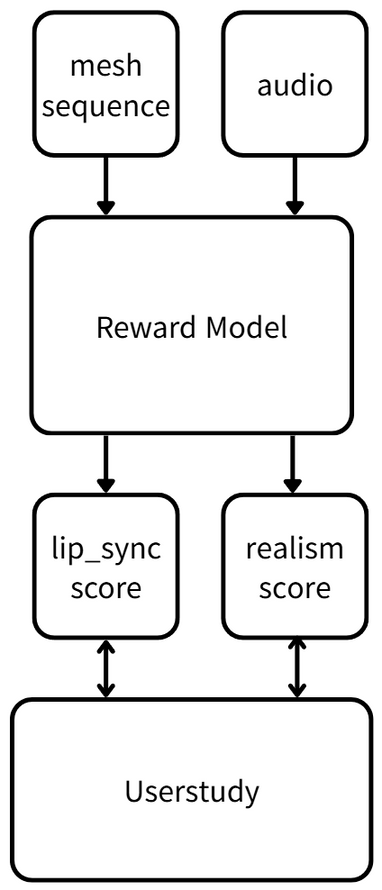 mesh
sequence
audio
Reward Model
lip_sync
score
realism
score
Userstudy